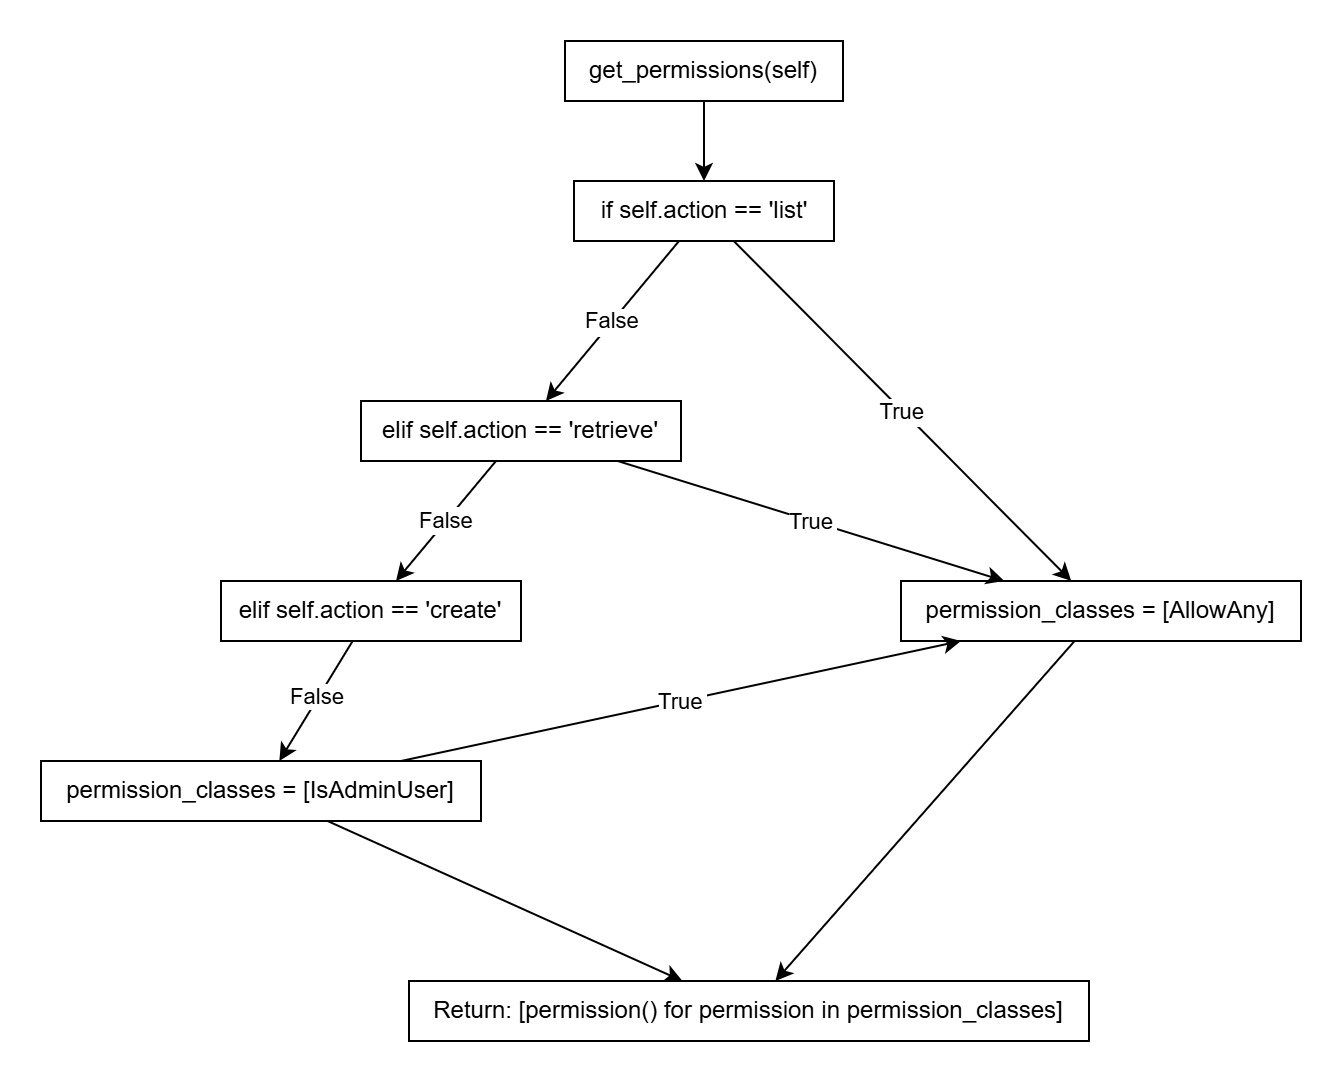 get_permissions(self)
if self.action == 'list'
False
True
elif self.action == 'retrieve'
False
True
elif self.action == 'create'
permission_classes = [AllowAny]
False
True
permission_classes = [IsAdminUser]
Return: [permission() for permission in permission_classes]